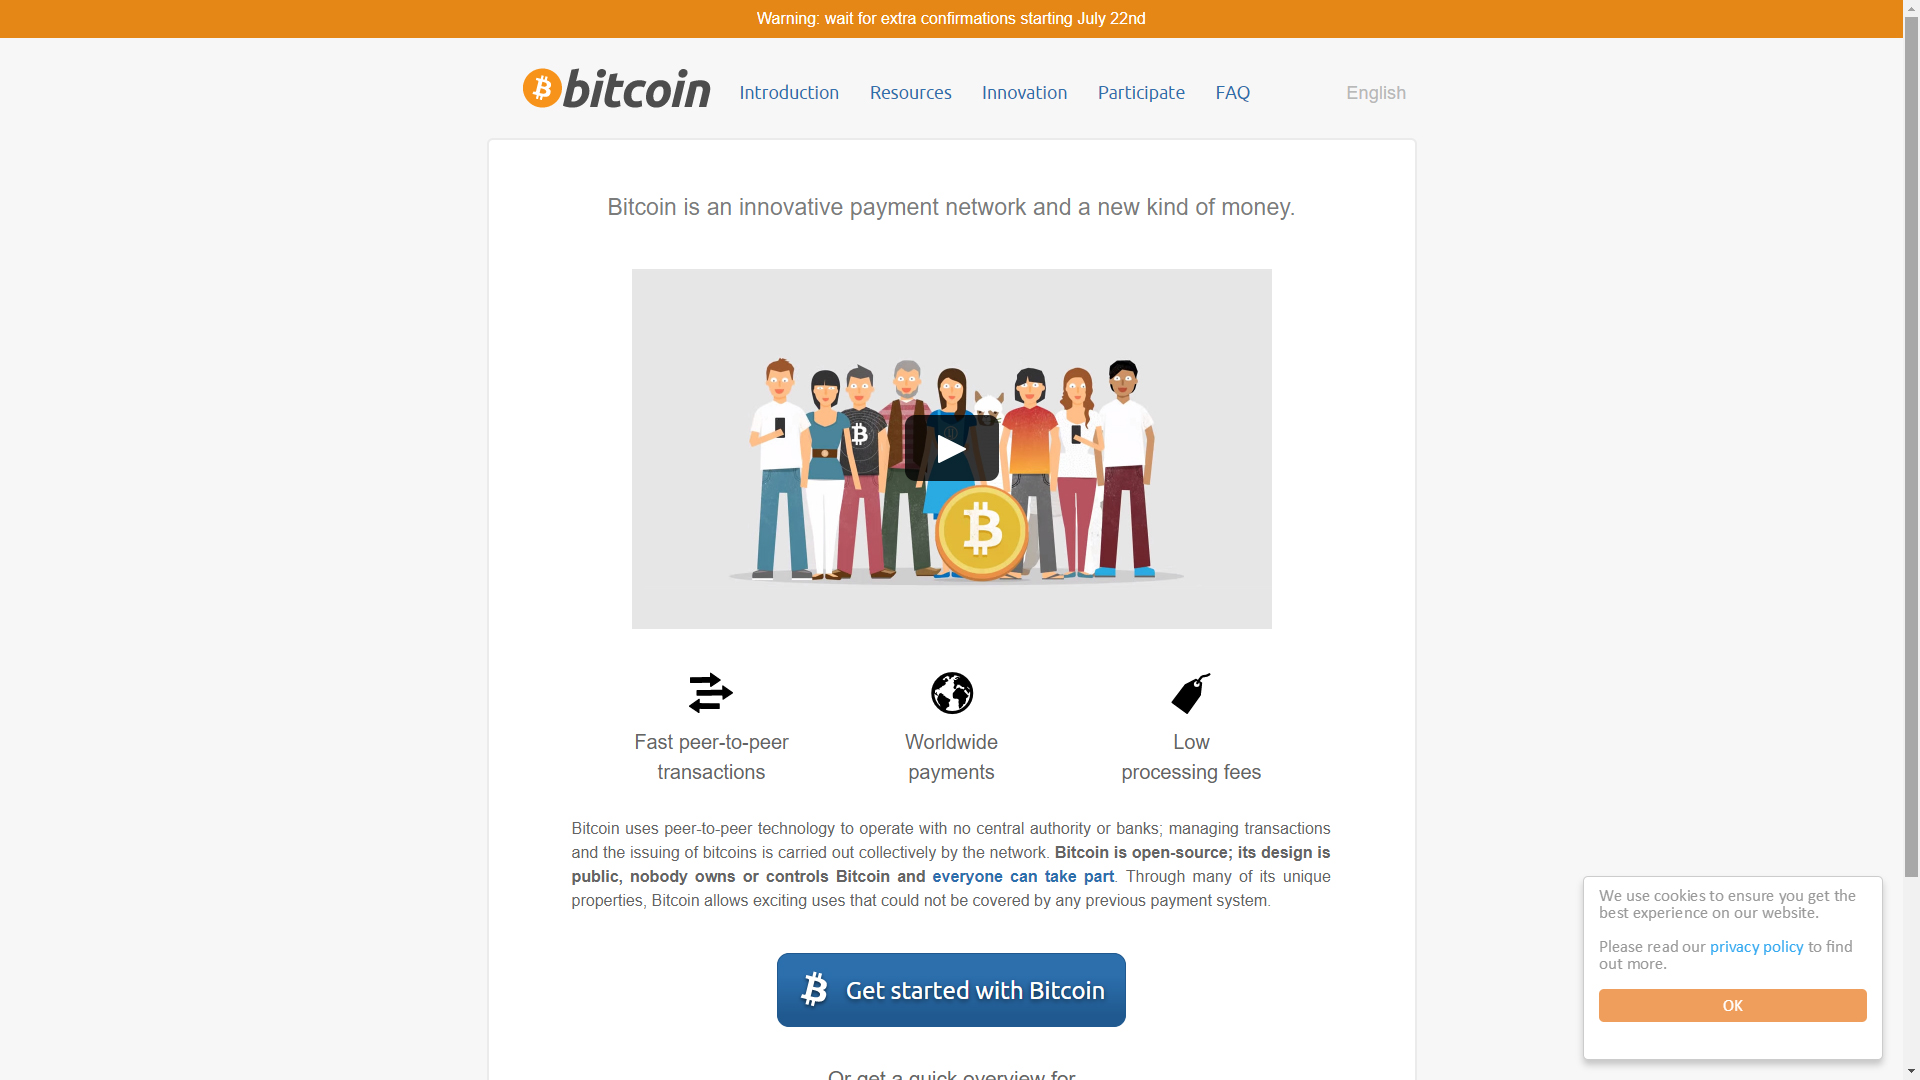 Warning: wait for extra confirmations starting July 22nd
bitcoin
Introduction
Resources
Innovation
Participate
FAQ
English
Bitcoin is an innovative payment network and a new kind of money.
Fast peer-to-peer
transactions
Worldwide
payments
Low
processing fees
Bitcoin uses peer-to-peer technology to operate with no central authority or banks; managing transactions
and the issuing of bitcoins is carried out collectively by the network. Bitcoin is open-source; its design is
public, nobody owns or controls Bitcoin and everyone can take part. Through many of its unique
properties, Bitcoin allows exciting uses that could not be covered by any previous payment system.
Get started with Bitcoin
Or get a quick overview for
We use cookies to ensure you get the
best experience on our website.
Please read our privacy policy to find
out more.
OK